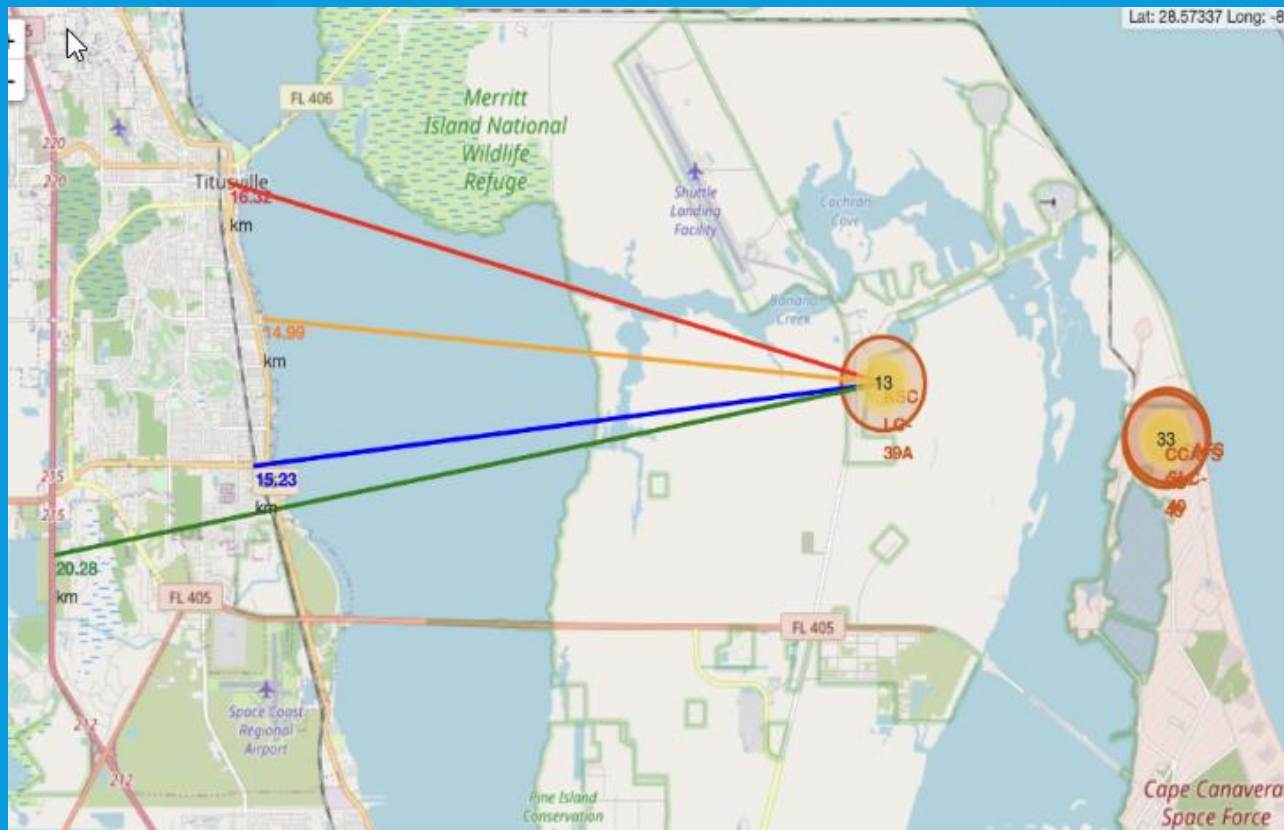 Lat: 28.57337 Long: -8
+
FL 406
Merritt
Island National
Wildlife
Refuge
220
220
Titusville
16.32
km
Shuttle
Landing
Facility
Cochran
Cove
Banana
Creek
14.99
km
13
KSC
LC-
39A
33
215
215
15.23
km
20.28
km
FL 405
FL 405
Space Coast
Regional
Airport
212
212
Pine Island
Conservation
Cape Canavera
Space Force